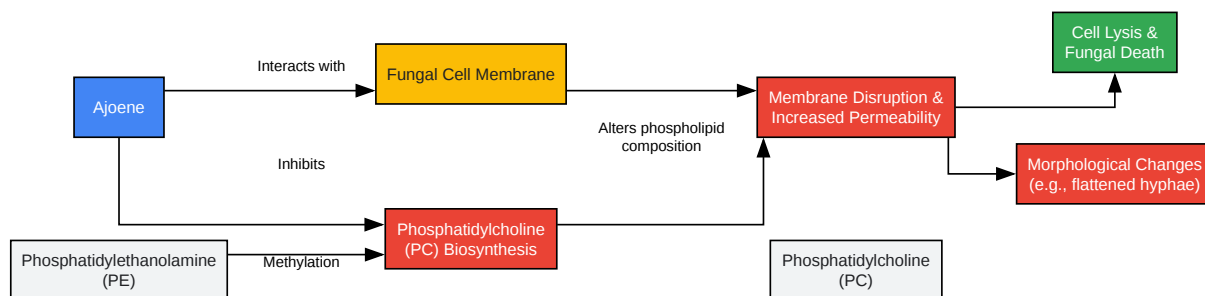 Cell Lysis &
Fungal Death
Interacts with
Fungal Cell Membrane
Ajoene
Membrane Disruption &
Increased Permeability
Alters phospholipid
composition
Inhibits
Morphological Changes
(e.g., flattened hyphae)
Phosphatidylcholine
(PC) Biosynthesis
Phosphatidylethanolamine
(PE)
Methylation
Phosphatidylcholine
(PC)